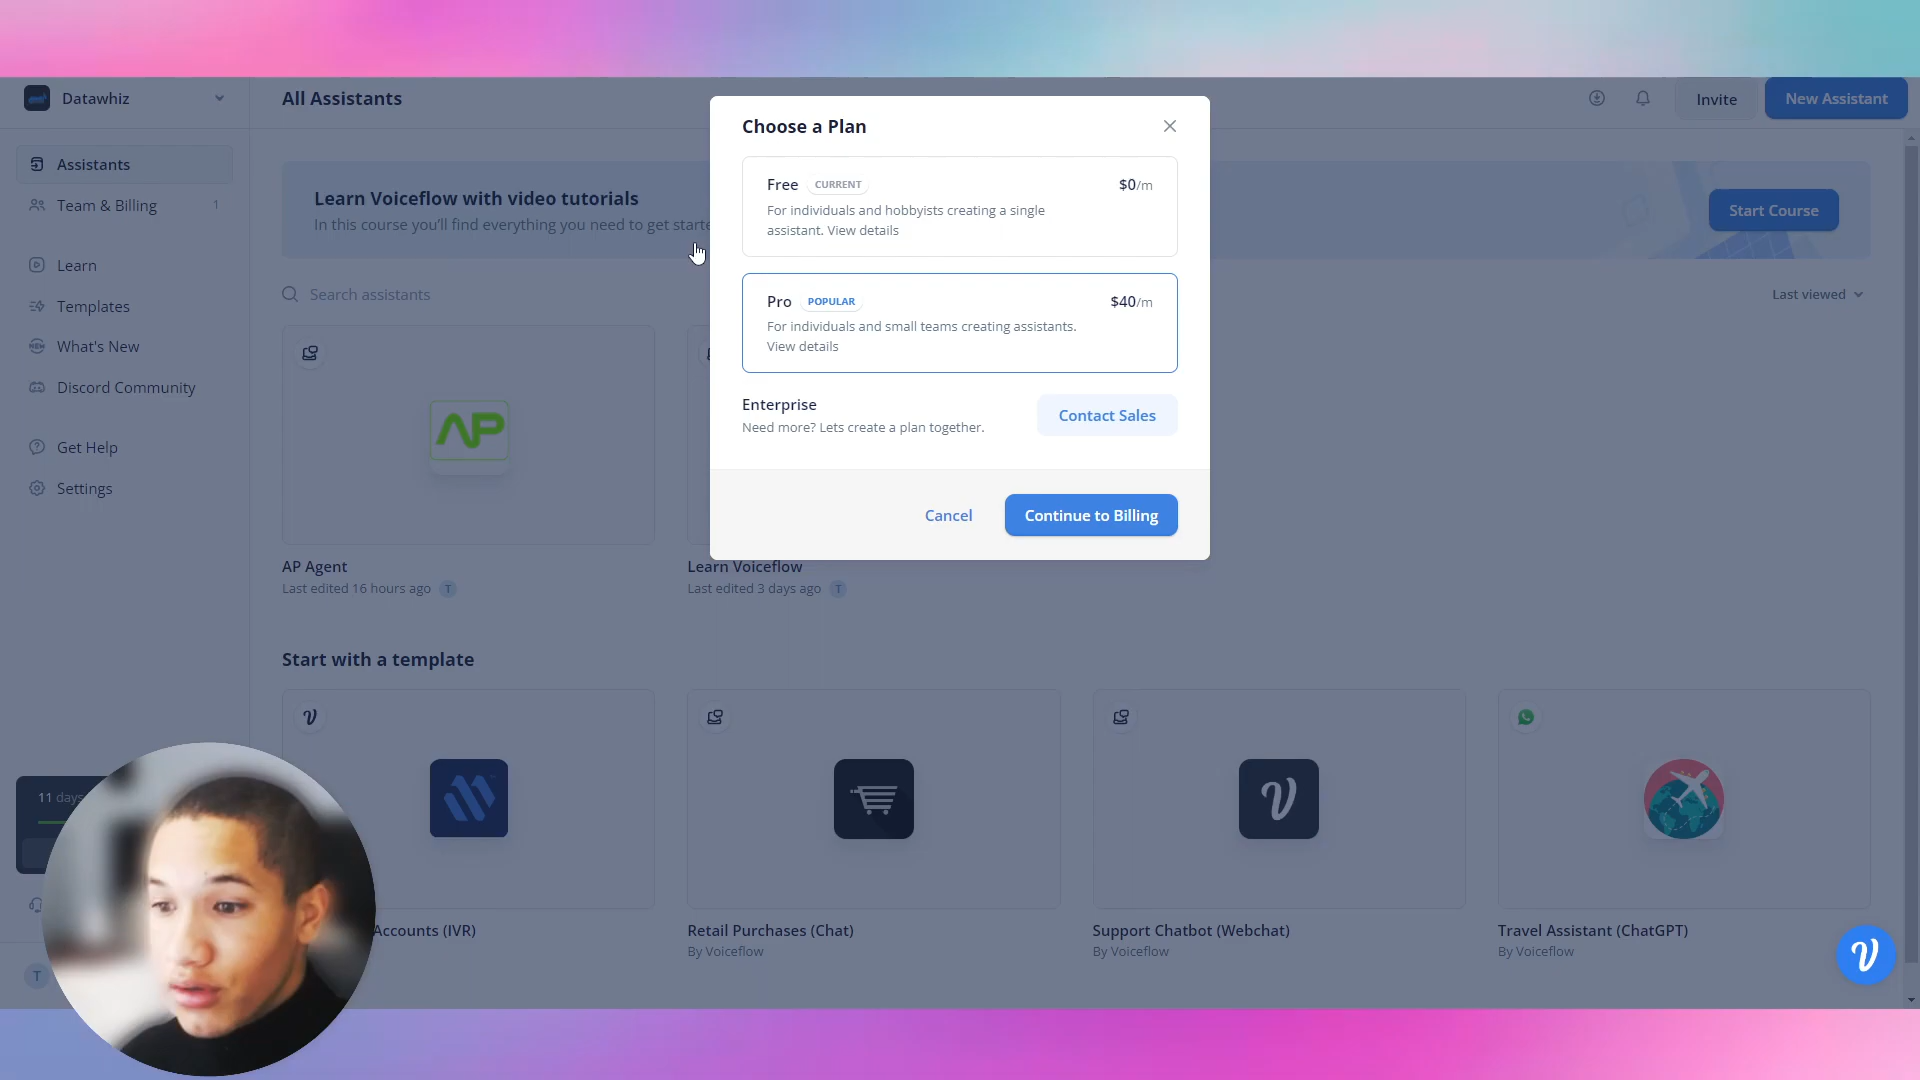 Datawhiz
All Assistants
Invite
New Assistant
Assistants
Team & Billing 1
Learn
Templates
What's New
Discord Community
Get Help
Settings
11 days
T
Learn Voiceflow with video tutorials
In this course you'll find everything you need to get starte
Start Course
Search assistants
Last viewed
Choose a Plan
Free CURRENT $0/m
For individuals and hobbyists creating a single
assistant. View details
Pro POPULAR $40/m
For individuals and small teams creating assistants.
View details
Enterprise
Need more? Lets create a plan together.
Contact Sales
Cancel
Continue to Billing
AP
AP Agent
Last edited 16 hours ago T
Learn Voiceflow
Last edited 3 days ago T
Start with a template
Accounts (IVR)
Retail Purchases (Chat)
By Voiceflow
Support Chatbot (Webchat)
By Voiceflow
Travel Assistant (ChatGPT)
By Voiceflow